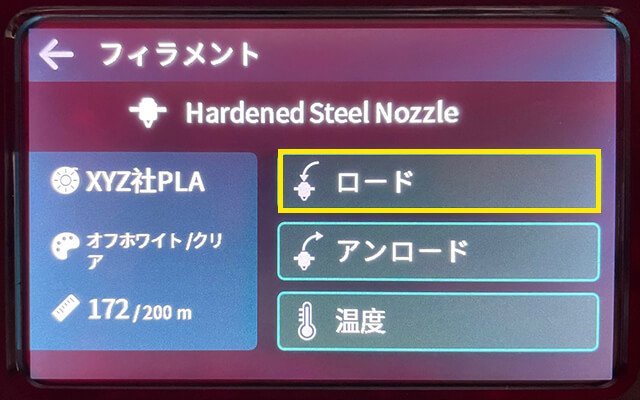 フィラメント
Hardened Steel Nozzle
XYZ社PLA
ロード
オフホワイト/クリ
ア
アンロード
172/200 m
温度